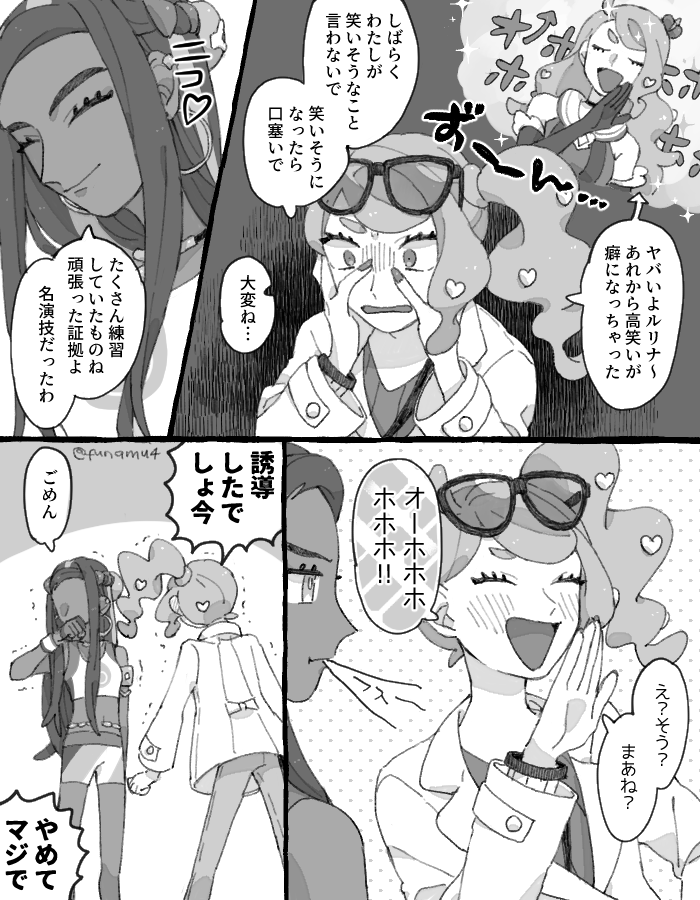 ホホ
ホホ
ヤバいよルリナ〜
あれから高笑いが
癖になっちゃった
ず〜〜ん…
しばらく
わたしが
笑いそうなこと
言わないで
笑いそうに
なったら
口塞いで
大変ね…
ニコ♡
たくさん練習
していたものね
頑張った証拠よ
名演技だったわ
え?そう?
まあね?
オーホホホ
ホホホ!!
フスー
誘導
したで
しょ今
ごめん
やめて
マジで
@funamu4